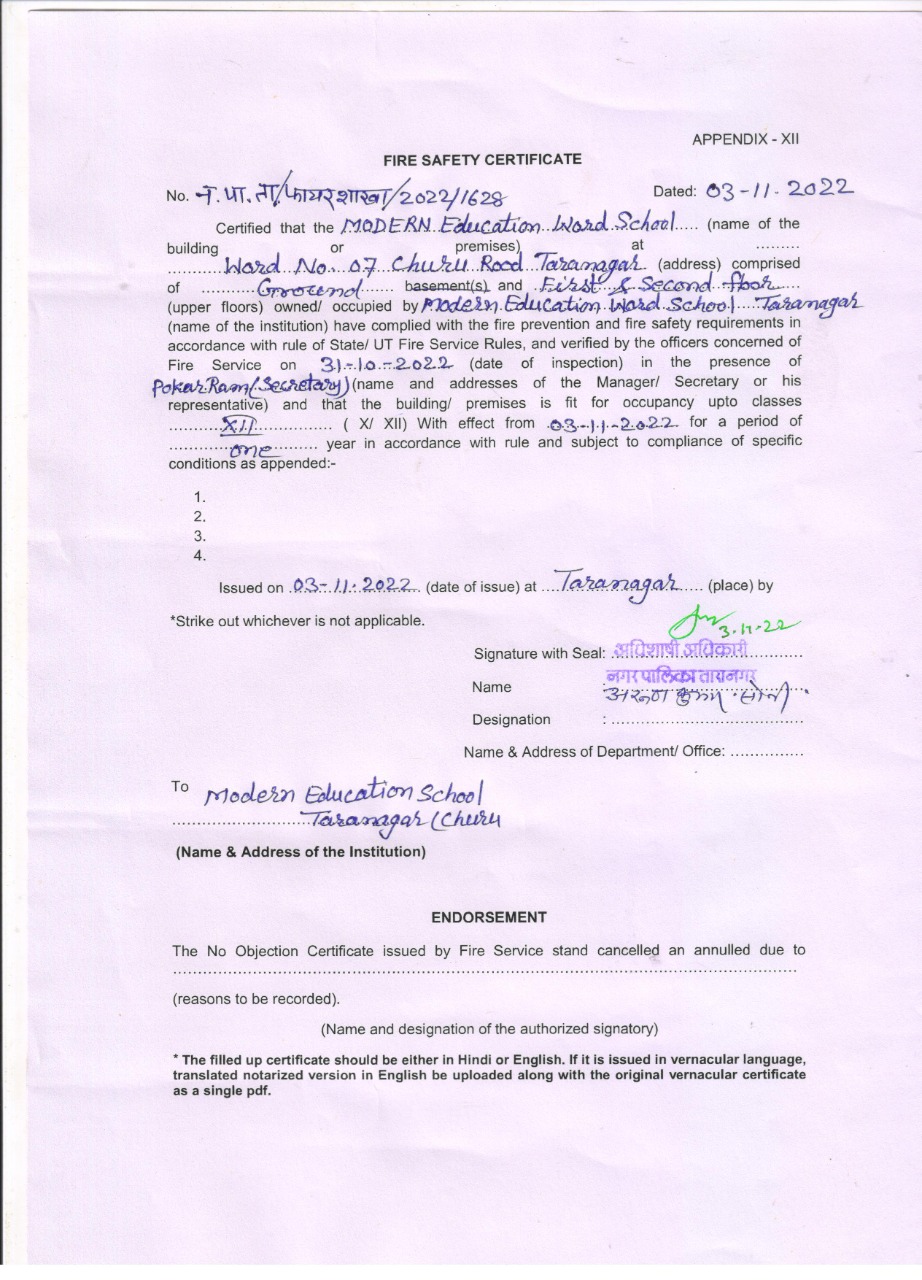 APPENDIX - XII
FIRE SAFETY CERTIFICATE
No. न.पा.ता/फायरशाखा/2022/1628 Dated: 03-11-2022
Certified that the MODERN Education Word School..... (name of the
building or premises) at .........
............Word No. 07 Churu Rood Taranagar (address) comprised
of ...........Ground...... basement(s) and First & Second floor....
(upper floors) owned/ occupied by Modern Education Word School....Taranagar
(name of the institution) have complied with the fire prevention and fire safety requirements in
accordance with rule of State/ UT Fire Service Rules, and verified by the officers concerned of
Fire Service on 31-10-2022 (date of inspection) in the presence of
Pokar Ram/(Secretary) (name and addresses of the Manager/ Secretary or his
representative) and that the building/ premises is fit for occupancy upto classes
..........XII.............. ( X/ XII) With effect from 03-11-2022 for a period of
............one............. year in accordance with rule and subject to compliance of specific
conditions as appended:-
1.
2.
3.
4.
Issued on 03-11-2022 (date of issue) at ....Taranagar..... (place) by
*Strike out whichever is not applicable.
3-11-22
Signature with Seal: अधिशाषी अधिकारी
नगर पालिका तारानगर
Name : अरुण कुमार सोनी
Designation : ......................................
Name & Address of Department/ Office: ...............
To Modern Education School
...........................Taranagar (Churu
(Name & Address of the Institution)
ENDORSEMENT
The No Objection Certificate issued by Fire Service stand cancelled an annulled due to
............................................................................................................................
(reasons to be recorded).
(Name and designation of the authorized signatory)
* The filled up certificate should be either in Hindi or English. If it is issued in vernacular language,
translated notarized version in English be uploaded along with the original vernacular certificate
as a single pdf.